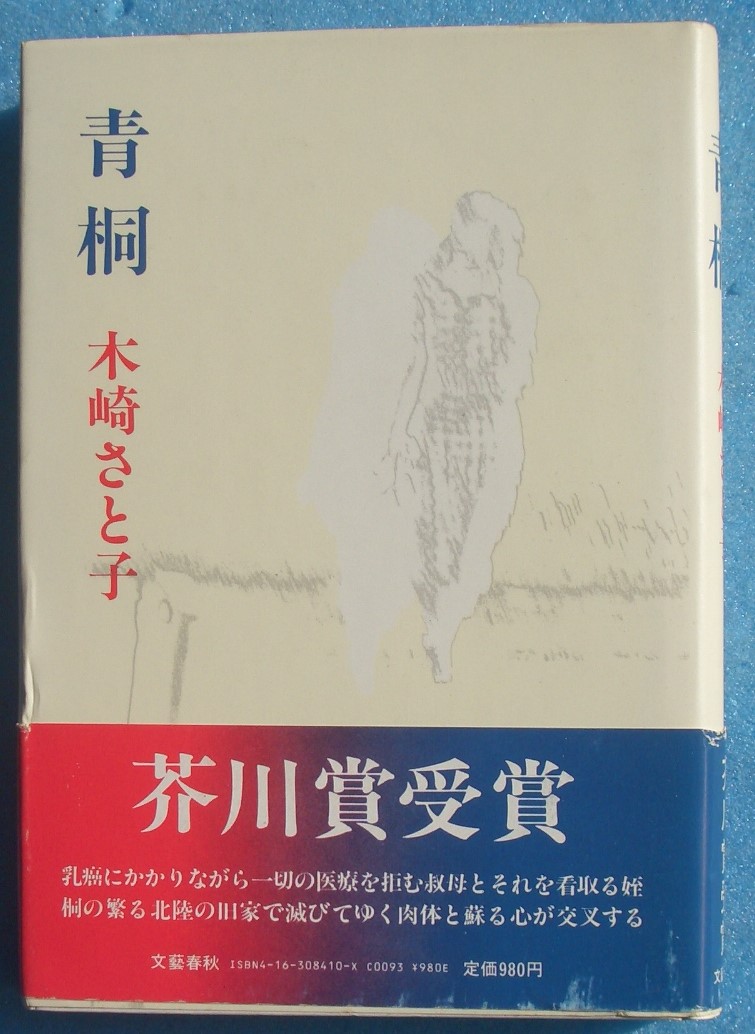 青桐
木崎さと子
芥川賞受賞
乳癌にかかりながら一切の医療を拒む叔母とそれを看取る姪
桐の繁る北陸の旧家で滅びてゆく肉体と蘇る心が交叉する
文藝春秋 ISBN4-16-308410-X C0093 ¥980E 定価980円